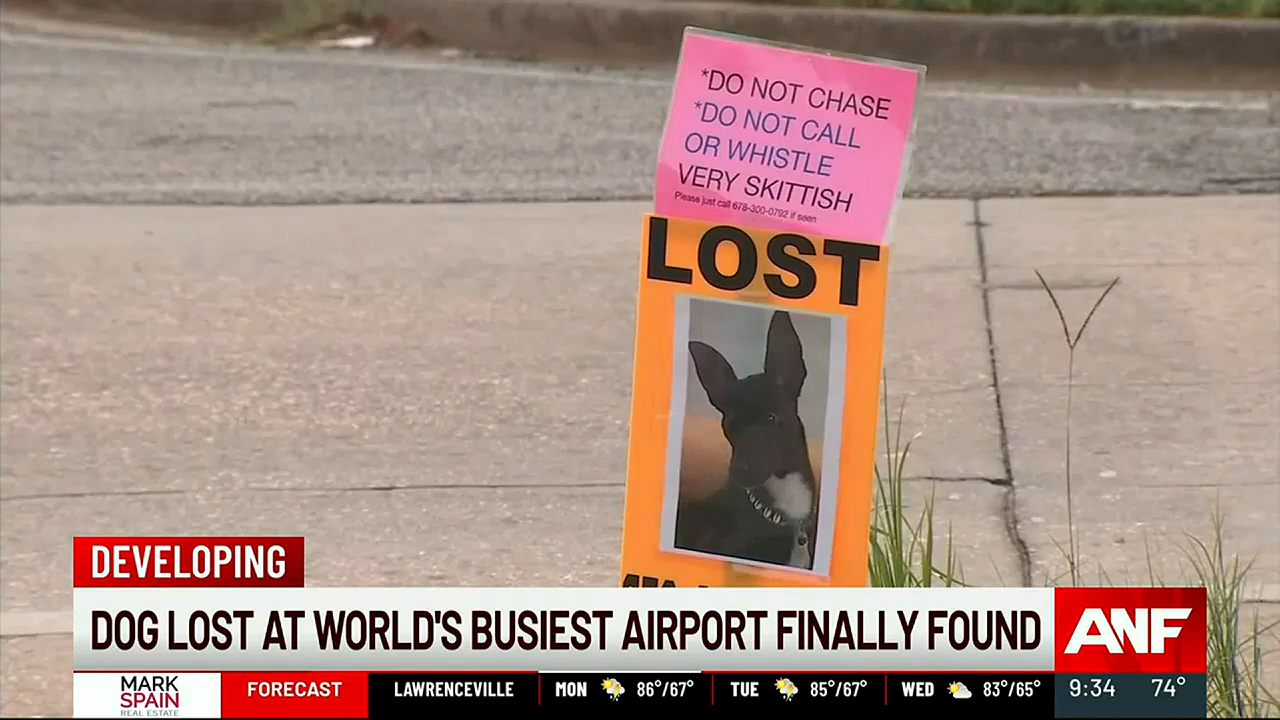 *DO NOT CHASE
*DO NOT CALL
OR WHISTLE
VERY SKITTISH
Please just call 678-300-0792 if seen
LOST
DEVELOPING
DOG LOST AT WORLD'S BUSIEST AIRPORT FINALLY FOUND
ANF
MARK
SPAIN
REAL ESTATE
FORECAST
LAWRENCEVILLE
MON 86°/67°
TUE 85°/67°
WED 83°/65°
9:34 74°